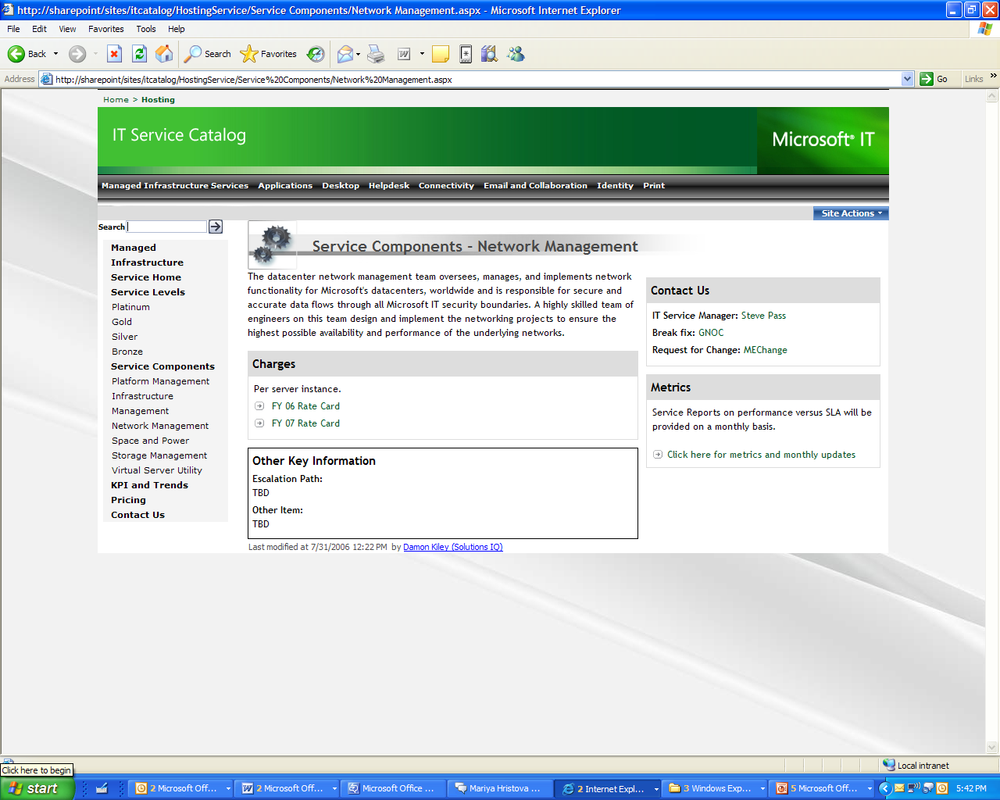 http://sharepoint/sites/itcatalog/HostingService/Service Components/Network Management.aspx - Microsoft Internet Explorer
File Edit View Favorites Tools Help
Back Search Favorites
Address http://sharepoint/sites/itcatalog/HostingService/Service%20Components/Network%20Management.aspx Go Links »
Home > Hosting
IT Service Catalog
Microsoft® IT
Managed Infrastructure Services Applications Desktop Helpdesk Connectivity Email and Collaboration Identity Print
Site Actions
Search
Managed
Infrastructure
Service Home
Service Levels
Platinum
Gold
Silver
Bronze
Service Components
Platform Management
Infrastructure
Management
Network Management
Space and Power
Storage Management
Virtual Server Utility
KPI and Trends
Pricing
Contact Us
Service Components - Network Management
The datacenter network management team oversees, manages, and implements network
functionality for Microsoft's datacenters, worldwide and is responsible for secure and
accurate data flows through all Microsoft IT security boundaries. A highly skilled team of
engineers on this team design and implement the networking projects to ensure the
highest possible availability and performance of the underlying networks.
Charges
Per server instance.
FY 06 Rate Card
FY 07 Rate Card
Other Key Information
Escalation Path:
TBD
Other Item:
TBD
Last modified at 7/31/2006 12:22 PM by Damon Kiley (Solutions IQ)
Contact Us
IT Service Manager: Steve Pass
Break fix: GNOC
Request for Change: MEChange
Metrics
Service Reports on performance versus SLA will be
provided on a monthly basis.
Click here for metrics and monthly updates
Local intranet
Click here to begin
start 2 Microsoft Off... 2 Microsoft Off... Microsoft Office ... Mariya Hristova ... 2 Internet Expl... 3 Windows Exp... 5 Microsoft Off... 5:42 PM